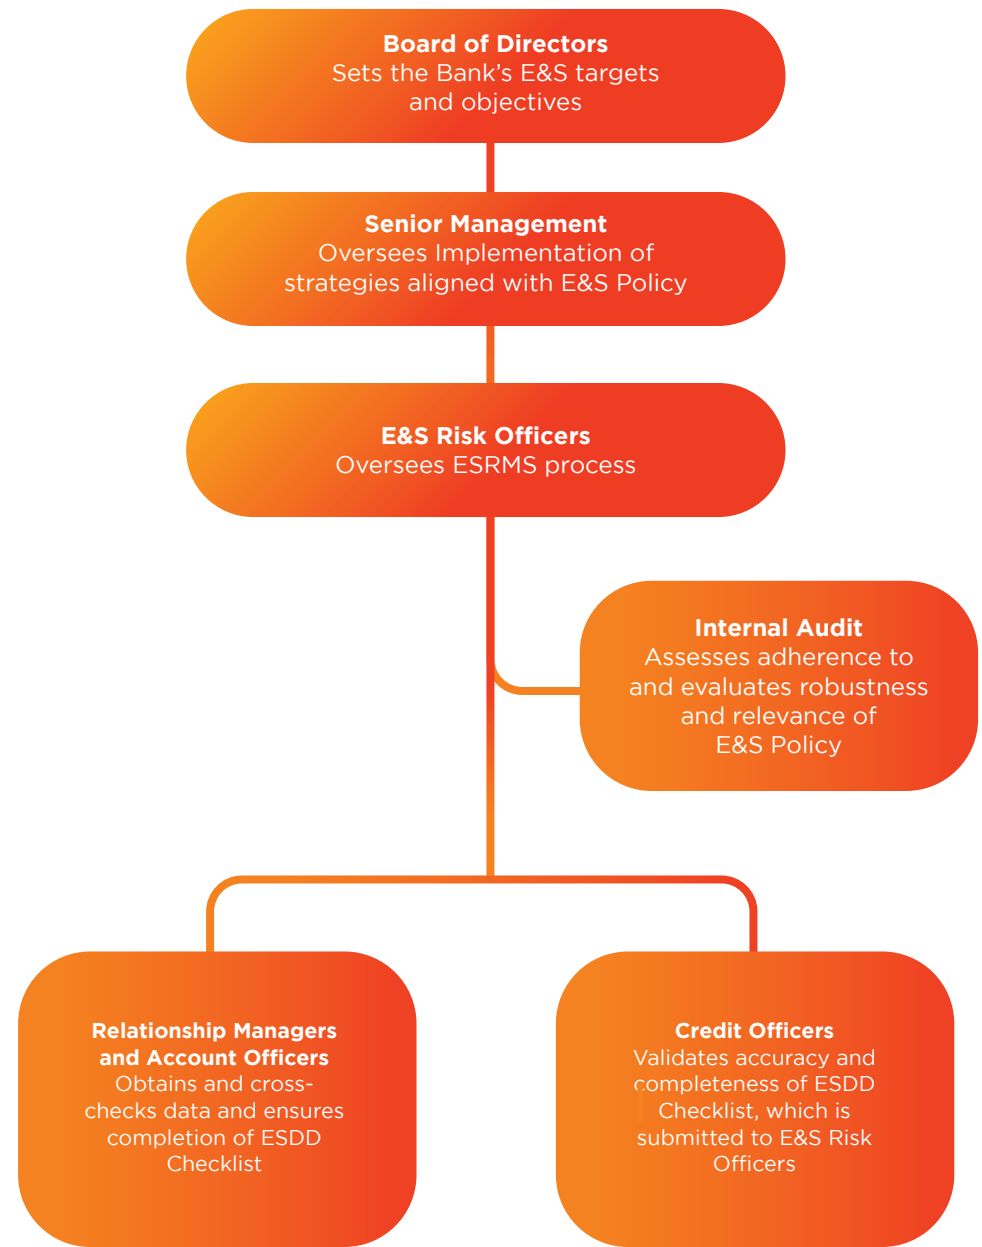 Board of Directors
Sets the Bank’s E&S targets
and objectives
Senior Management
Oversees Implementation of
strategies aligned with E&S Policy
E&S Risk Officers
Oversees ESRMS process
Internal Audit
Assesses adherence to
and evaluates robustness
and relevance of
E&S Policy
Relationship Managers
and Account Officers
Obtains and cross-
checks data and ensures
completion of ESDD
Checklist
Credit Officers
Validates accuracy and
completeness of ESDD
Checklist, which is
submitted to E&S Risk
Officers